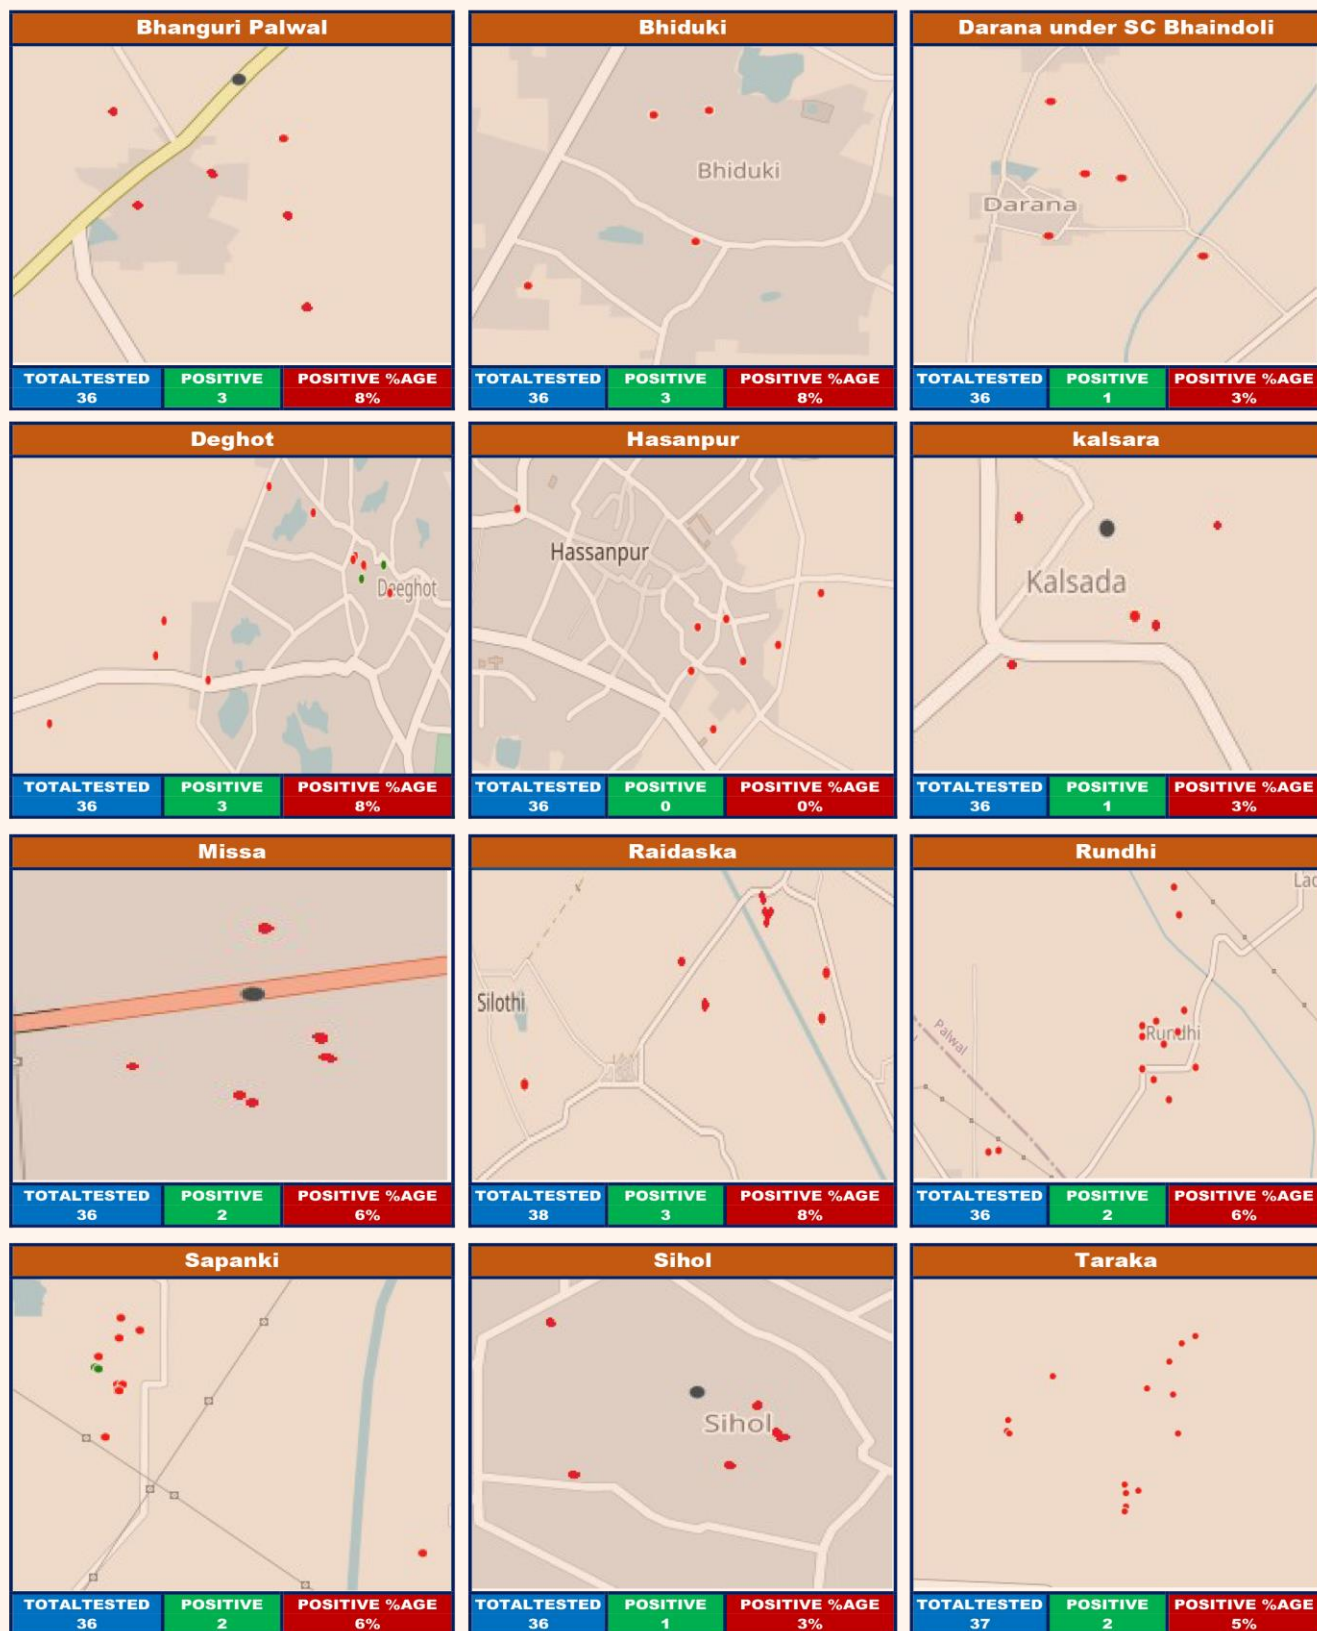 Bhanguri Palwal
TOTALTESTED POSITIVE POSITIVE %AGE
36 3 8%
Bhiduki
Bhiduki
TOTALTESTED POSITIVE POSITIVE %AGE
36 3 8%
Darana under SC Bhaindoli
Darana
TOTALTESTED POSITIVE POSITIVE %AGE
36 1 3%
Deghot
Deeghot
TOTALTESTED POSITIVE POSITIVE %AGE
36 3 8%
Hasanpur
Hassanpur
TOTALTESTED POSITIVE POSITIVE %AGE
36 0 0%
kalsara
Kalsada
TOTALTESTED POSITIVE POSITIVE %AGE
36 1 3%
Missa
TOTALTESTED POSITIVE POSITIVE %AGE
36 2 6%
Raidaska
Silothi
TOTALTESTED POSITIVE POSITIVE %AGE
38 3 8%
Rundhi
Lad
Palwal
Rundhi
TOTALTESTED POSITIVE POSITIVE %AGE
36 2 6%
Sapanki
TOTALTESTED POSITIVE POSITIVE %AGE
36 2 6%
Sihol
Sihol
TOTALTESTED POSITIVE POSITIVE %AGE
36 1 3%
Taraka
TOTALTESTED POSITIVE POSITIVE %AGE
37 2 5%